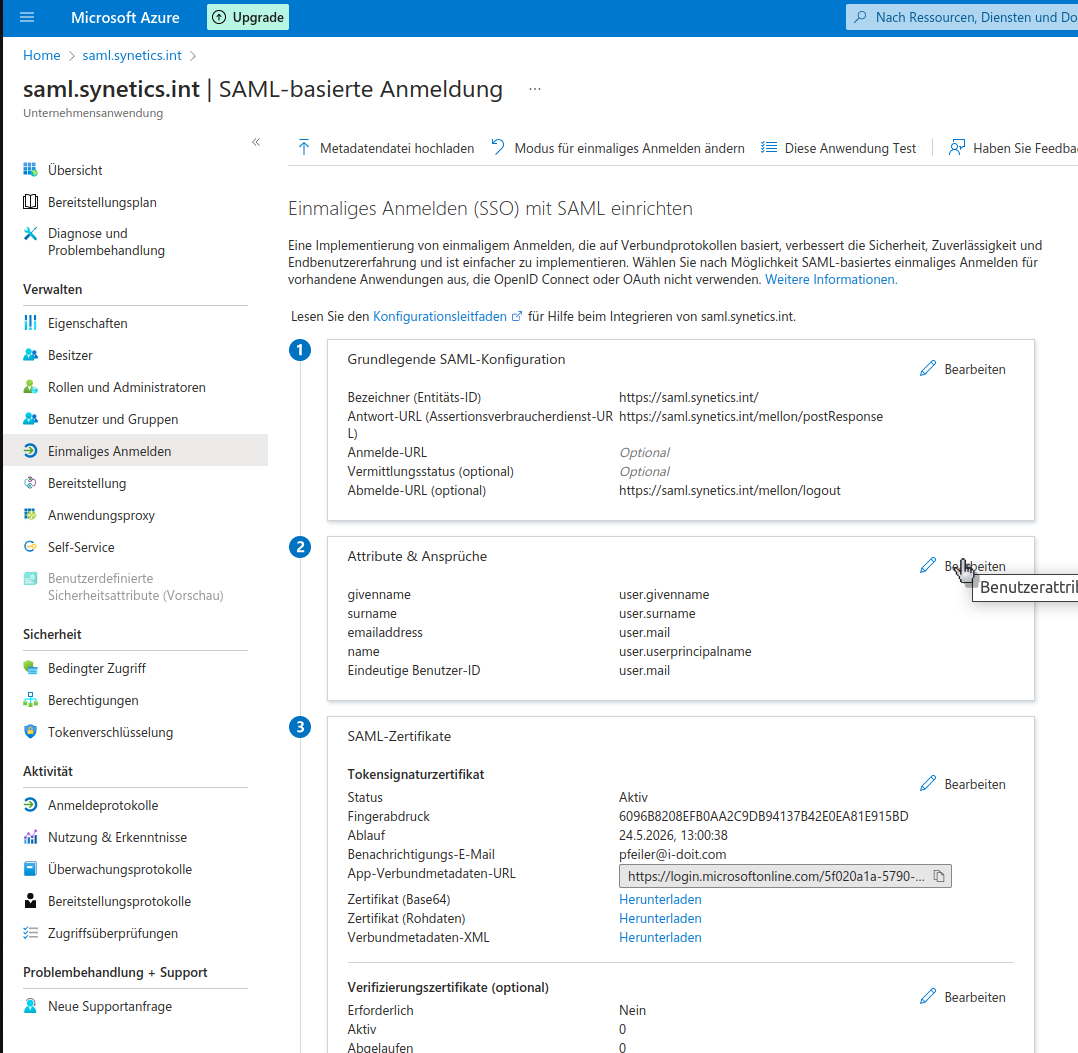 Microsoft Azure
Upgrade
Nach Ressourcen, Diensten und Do
Home > saml.synetics.int >
saml.synetics.int | SAML-basierte Anmeldung ...
Unternehmensanwendung
«
Übersicht
Bereitstellungsplan
Diagnose und
Problembehandlung
Verwalten
Eigenschaften
Besitzer
Rollen und Administratoren
Benutzer und Gruppen
Einmaliges Anmelden
Bereitstellung
Anwendungsproxy
Self-Service
Benutzerdefinierte
Sicherheitsattribute (Vorschau)
Sicherheit
Bedingter Zugriff
Berechtigungen
Tokenverschlüsselung
Aktivität
Anmeldeprotokolle
Nutzung & Erkenntnisse
Überwachungsprotokolle
Bereitstellungsprotokolle
Zugriffsüberprüfungen
Problembehandlung + Support
Neue Supportanfrage
Metadatendatei hochladen
Modus für einmaliges Anmelden ändern
Diese Anwendung Test
Haben Sie Feedba
Einmaliges Anmelden (SSO) mit SAML einrichten
Eine Implementierung von einmaligem Anmelden, die auf Verbundprotokollen basiert, verbessert die Sicherheit, Zuverlässigkeit und
Endbenutzererfahrung und ist einfacher zu implementieren. Wählen Sie nach Möglichkeit SAML-basiertes einmaliges Anmelden für
vorhandene Anwendungen aus, die OpenID Connect oder OAuth nicht verwenden. Weitere Informationen.
Lesen Sie den Konfigurationsleitfaden für Hilfe beim Integrieren von saml.synetics.int.
1
Grundlegende SAML-Konfiguration
Bearbeiten
Bezeichner (Entitäts-ID) https://saml.synetics.int/
Antwort-URL (Assertionsverbraucherdienst-UR https://saml.synetics.int/mellon/postResponse
L)
Anmelde-URL Optional
Vermittlungsstatus (optional) Optional
Abmelde-URL (optional) https://saml.synetics.int/mellon/logout
2
Attribute & Ansprüche
Bearbeiten
Benutzerattri
givenname user.givenname
surname user.surname
emailaddress user.mail
name user.userprincipalname
Eindeutige Benutzer-ID user.mail
3
SAML-Zertifikate
Tokensignaturzertifikat
Bearbeiten
Status Aktiv
Fingerabdruck 6096B8208EFB0AA2C9DB94137B42E0EA81E915BD
Ablauf 24.5.2026, 13:00:38
Benachrichtigungs-E-Mail pfeiler@i-doit.com
App-Verbundmetadaten-URL https://login.microsoftonline.com/5f020a1a-5790-...
Zertifikat (Base64) Herunterladen
Zertifikat (Rohdaten) Herunterladen
Verbundmetadaten-XML Herunterladen
Verifizierungszertifikate (optional)
Bearbeiten
Erforderlich Nein
Aktiv 0
Abgelaufen 0